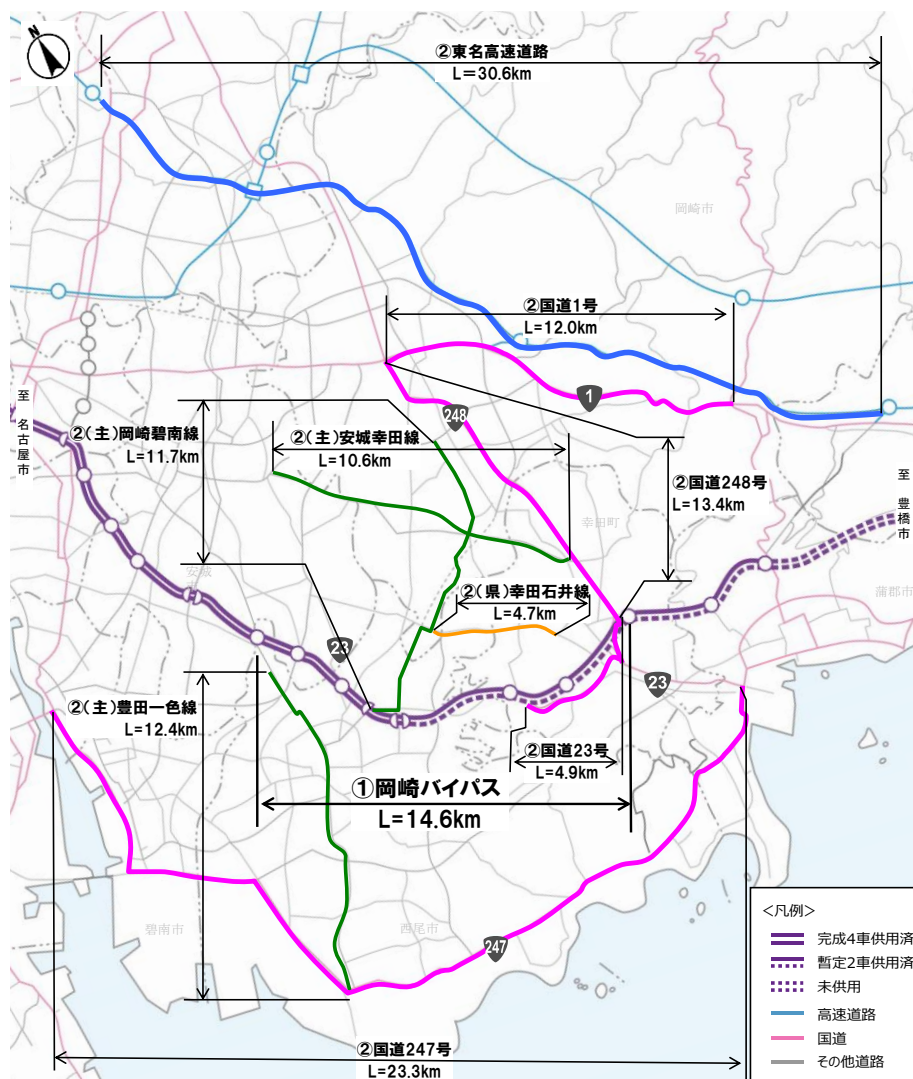 N
②東名高速道路
L=30.6km
岡崎市
②国道1号
L=12.0km
1
248
至 名古屋市
②(主)岡崎碧南線
L=11.7km
②(主)安城幸田線
L=10.6km
②国道248号
L=13.4km
至 豊橋市
幸田町
安城
②(県)幸田石井線
L=4.7km
蒲郡市
23
23
②(主)豊田一色線
L=12.4km
②国道23号
L=4.9km
①岡崎バイパス
L=14.6km
碧南市
西尾市
247
②国道247号
L=23.3km
<凡例>
完成4車供用済
暫定2車供用済
未供用
高速道路
国道
その他道路